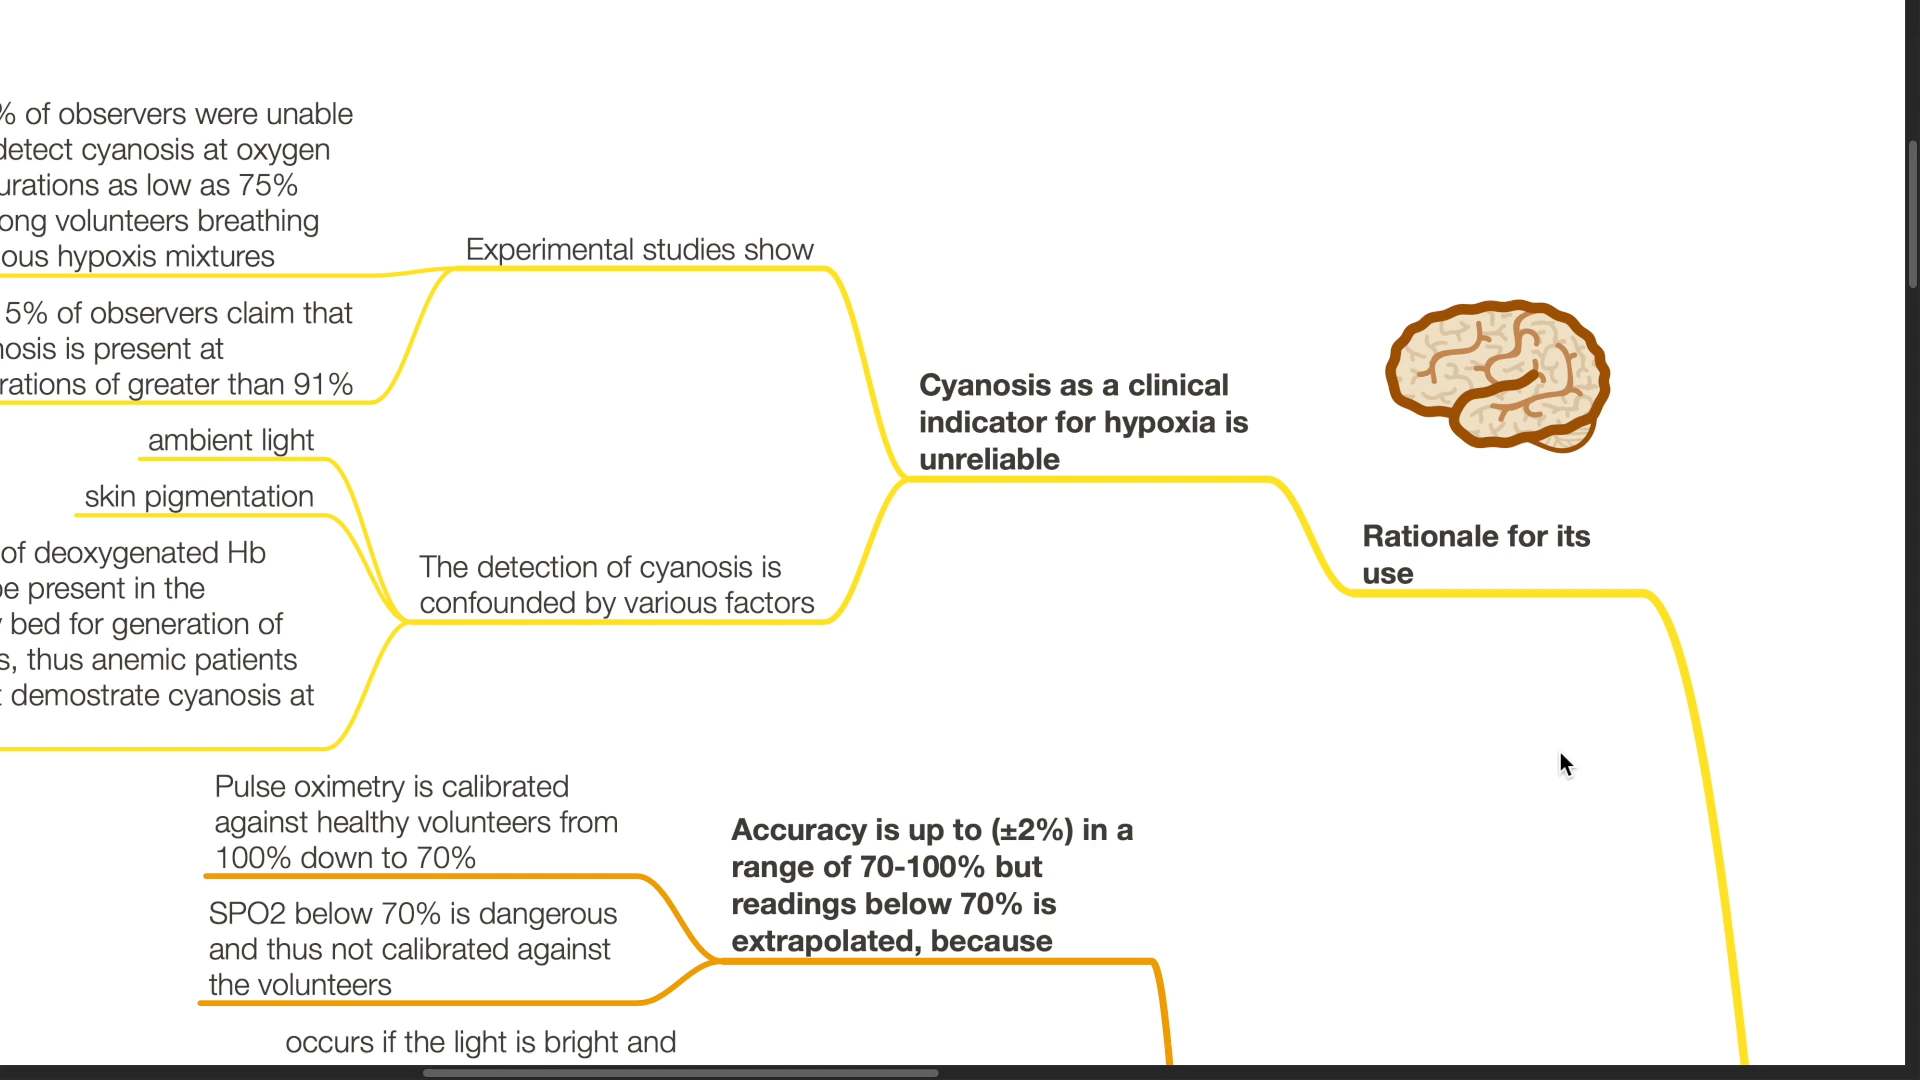 % of observers were unable
detect cyanosis at oxygen
urations as low as 75%
ong volunteers breathing
ous hypoxis mixtures
5% of observers claim that
nosis is present at
rations of greater than 91%
Experimental studies show
ambient light
skin pigmentation
of deoxygenated Hb
be present in the
bed for generation of
s, thus anemic patients
demostrate cyanosis at
The detection of cyanosis is
confounded by various factors
Cyanosis as a clinical
indicator for hypoxia is
unreliable
Rationale for its
use
Pulse oximetry is calibrated
against healthy volunteers from
100% down to 70%
SPO2 below 70% is dangerous
and thus not calibrated against
the volunteers
Accuracy is up to (±2%) in a
range of 70-100% but
readings below 70% is
extrapolated, because
occurs if the light is bright and